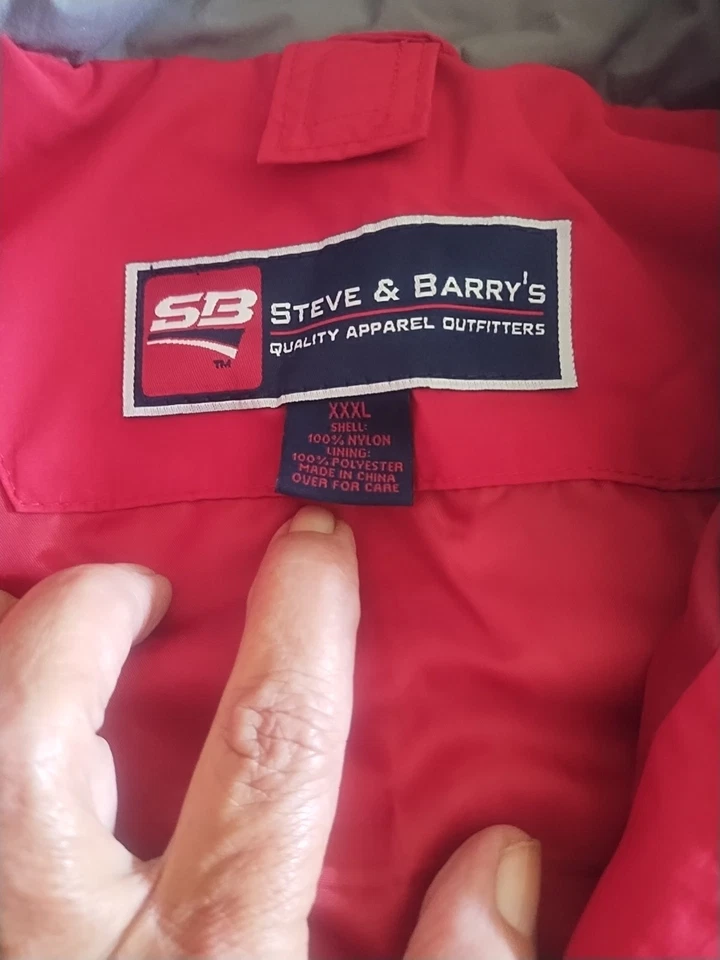 SB
TM
STEVE & BARRY'S
QUALITY APPAREL OUTFITTERS
XXXL
SHELL:
100% NYLON
LINING:
100% POLYESTER
MADE IN CHINA
OVER FOR CARE